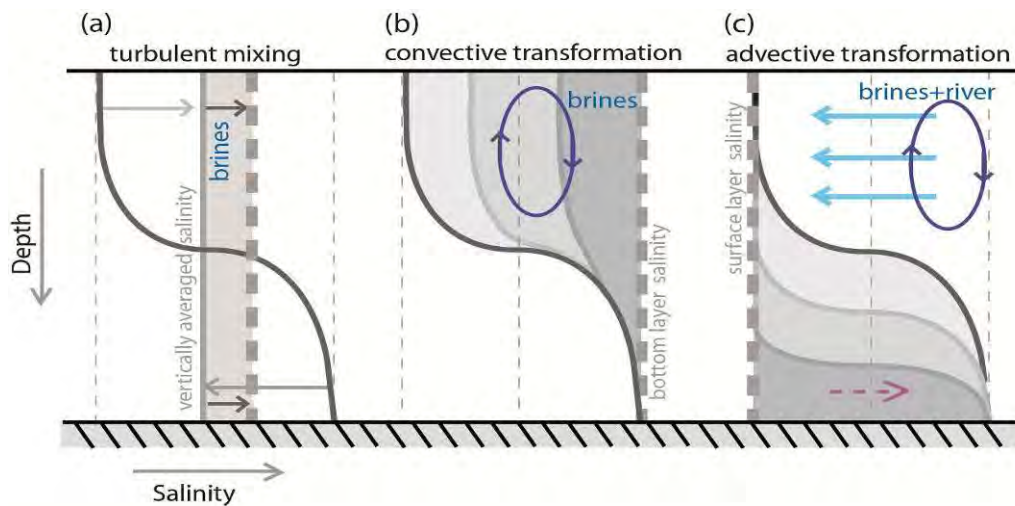 (a)
turbulent mixing
(b)
convective transformation
(c)
advective transformation
brines
vertically averaged salinity
brines
bottom layer salinity
brines+river
surface layer salinity
Depth
Salinity